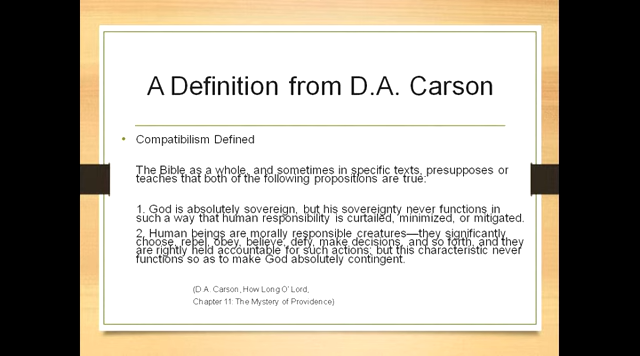 A Definition from D.A. Carson
• Compatibilism Defined
The Bible as a whole, and sometimes in specific texts, presupposes or
teaches that both of the following propositions are true:
1. God is absolutely sovereign, but his sovereignty never functions in
such a way that human responsibility is curtailed, minimized, or mitigated.
2. Human beings are morally responsible creatures—they significantly
choose, rebel, obey, believe, defy, make decisions, and so forth, and they
are rightly held accountable for such actions; but this characteristic never
functions so as to make God absolutely contingent.
(D.A. Carson, How Long O' Lord,
Chapter 11: The Mystery of Providence)